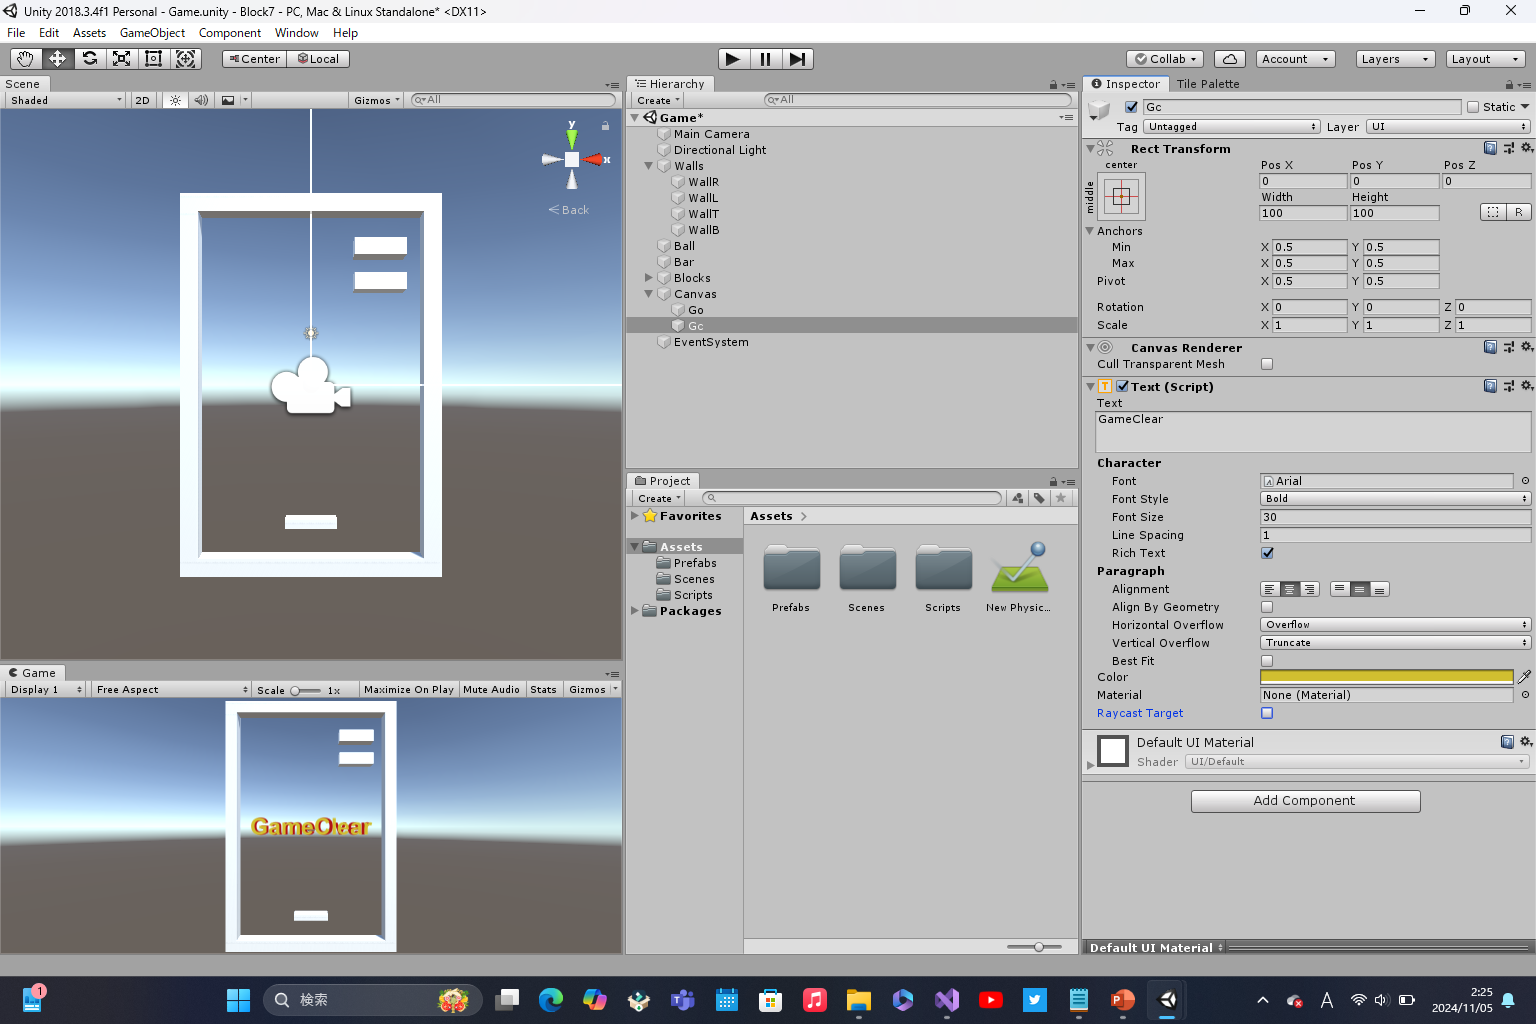 Unity 2018.3.4f1 Personal - Game.unity - Block7 - PC, Mac & Linux Standalone* <DX11>
File Edit Assets GameObject Component Window Help
Center Local
Collab Account Layers Layout
Scene
Shaded 2D Gizmos All
y
x
Back
Hierarchy
Create All
Game*
Main Camera
Directional Light
Walls
WallR
WallL
WallT
WallB
Ball
Bar
Blocks
Canvas
Go
Gc
EventSystem
Project
Create
Favorites
Assets
Prefabs
Scenes
Scripts
Packages
Assets
Prefabs Scenes Scripts New Physic...
Game
Display 1 Free Aspect Scale 1x Maximize On Play Mute Audio Stats Gizmos
Inspector Tile Palette
Gc Static
Tag Untagged Layer UI
Rect Transform
center
middle
Pos X Pos Y Pos Z
0 0 0
Width Height
100 100 R
Anchors
Min X 0.5 Y 0.5
Max X 0.5 Y 0.5
Pivot X 0.5 Y 0.5
Rotation X 0 Y 0 Z 0
Scale X 1 Y 1 Z 1
Canvas Renderer
Cull Transparent Mesh
Text (Script)
Text
GameClear
Character
Font Arial
Font Style Bold
Font Size 30
Line Spacing 1
Rich Text
Paragraph
Alignment
Align By Geometry
Horizontal Overflow Overflow
Vertical Overflow Truncate
Best Fit
Color
Material None (Material)
Raycast Target
Default UI Material
Shader UI/Default
Add Component
Default UI Material
1
検索
A
2:25
2024/11/05